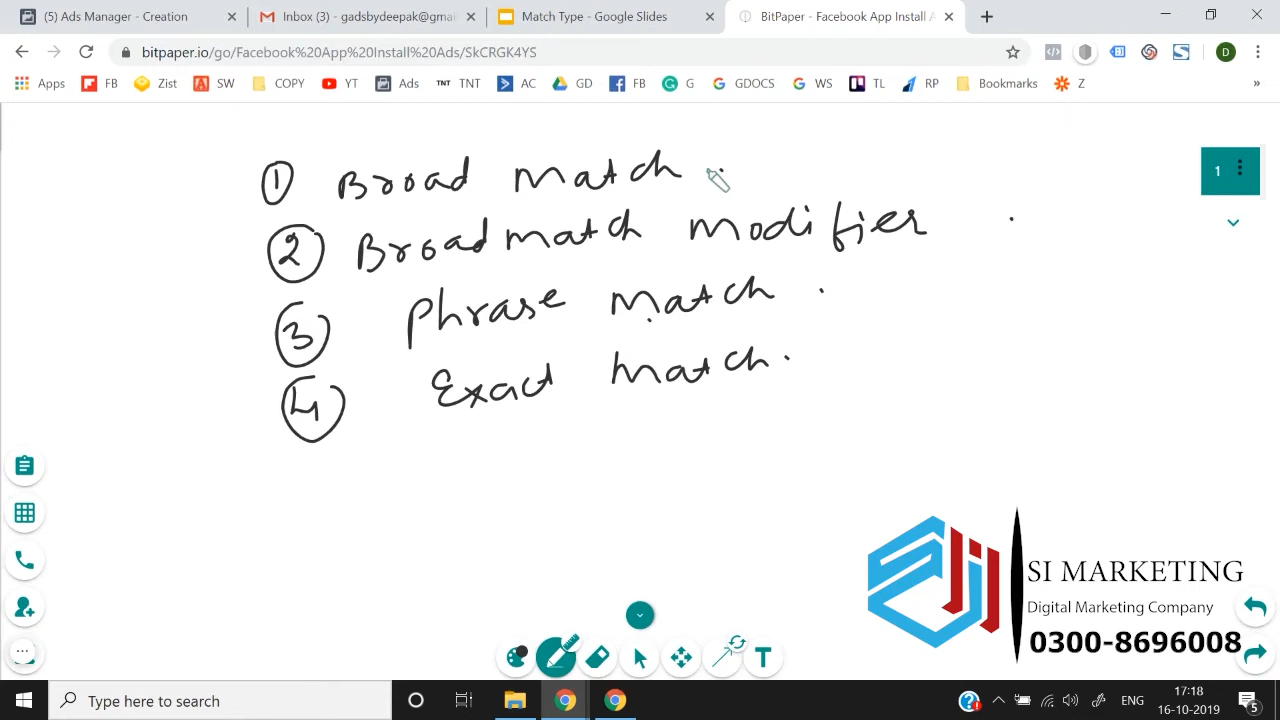 (5) Ads Manager - Creation
Inbox (3) - gadsbydeepak@gmai
Match Type - Google Slides
BitPaper - Facebook App Install A
bitpaper.io/go/Facebook%20App%20Install%20Ads/SkCRGK4YS
D
Apps FB Zist SW COPYY YT Ads TNT TNT AC GD FB G GDOCS WS TL RP Bookmarks Z »
1
① Broad match .
② Broadmatch modifier .
③ Phrase match .
④ Exact match .
SI MARKETING
Digital Marketing Company
0300-8696008
T
Type here to search
ENG
17:18
16-10-2019
5